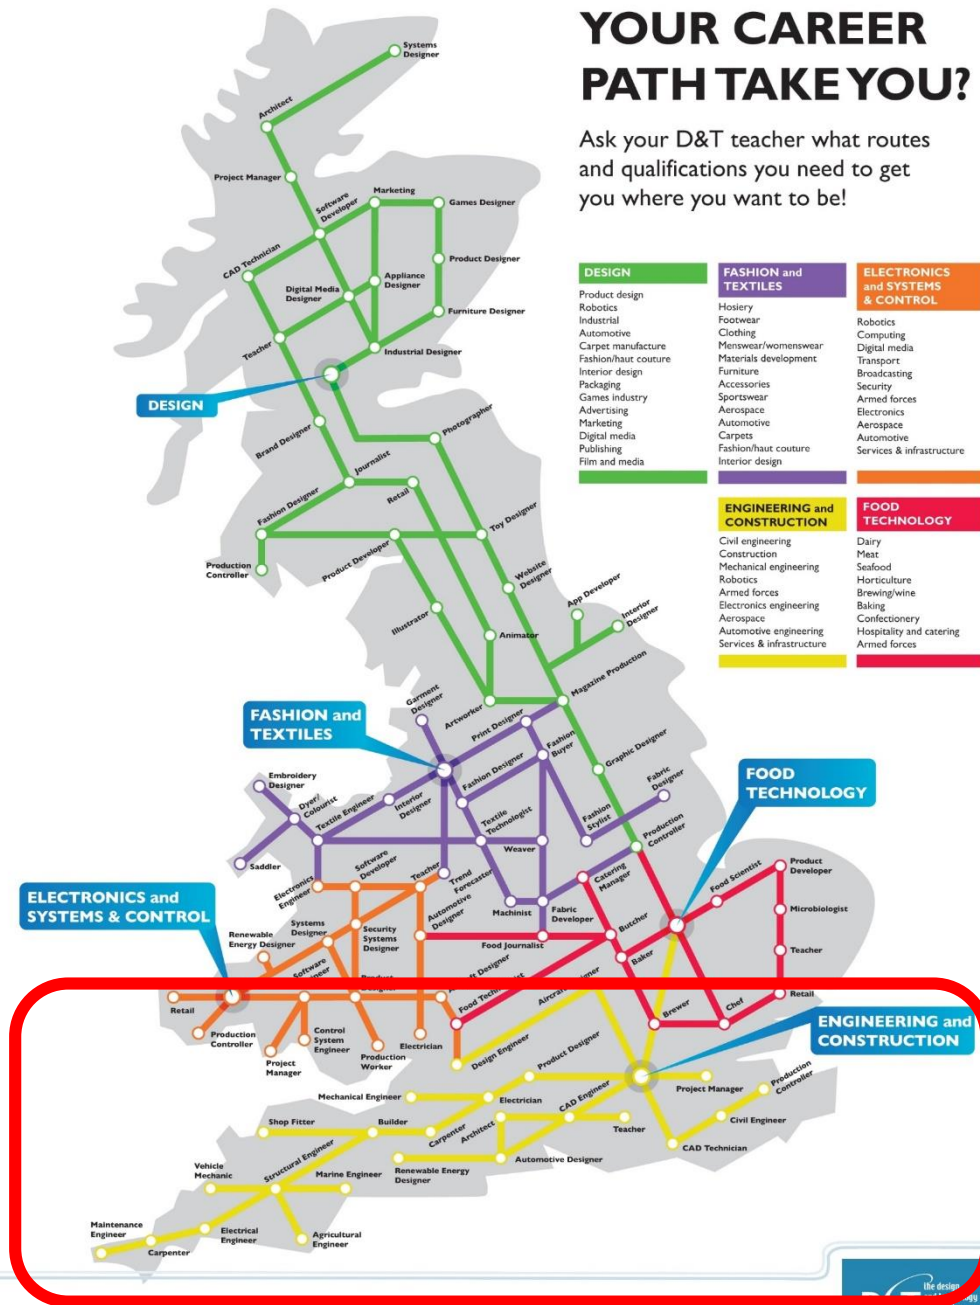 YOUR CAREER
PATH TAKE YOU?
Ask your D&T teacher what routes
and qualifications you need to get
you where you want to be!
DESIGN
Product design
Robotics
Industrial
Automotive
Carpet manufacture
Fashion/haut couture
Interior design
Packaging
Games industry
Advertising
Marketing
Digital media
Publishing
Film and media
FASHION and
TEXTILES
Hosiery
Footwear
Clothing
Menswear/womenswear
Materials development
Furniture
Accessories
Sportswear
Aerospace
Automotive
Carpets
Fashion/haut couture
Interior design
ELECTRONICS
and SYSTEMS
& CONTROL
Robotics
Computing
Digital media
Transport
Broadcasting
Security
Armed forces
Electronics
Aerospace
Automotive
Services & infrastructure
ENGINEERING and
CONSTRUCTION
Civil engineering
Construction
Mechanical engineering
Robotics
Armed forces
Electronics engineering
Aerospace
Automotive engineering
Services & infrastructure
FOOD
TECHNOLOGY
Dairy
Meat
Seafood
Horticulture
Brewing/wine
Baking
Confectionery
Hospitality and catering
Armed forces
Systems
Designer
Architect
Project Manager
Software
Developer
Marketing
Games Designer
CAD Technician
Digital Media
Designer
Appliance
Designer
Product Designer
Furniture Designer
Teacher
Industrial Designer
DESIGN
Brand Designer
Photographer
Journalist
Fashion Designer
Retail
Toy Designer
Production
Controller
Product Developer
Website
Designer
Illustrator
App Developer
Interior
Designer
Animator
Garment
Designer
Artworker
Magazine Production
FASHION and
TEXTILES
Print Designer
Fashion
Buyer
Graphic Designer
Embroidery
Designer
Dyer/
Colourist
Textile Engineer
Interior
Designer
Fashion Designer
Fabric
Designer
FOOD
TECHNOLOGY
Saddler
Textile
Technologist
Weaver
Fashion
Stylist
Production
Controller
Electronics
Engineer
Software
Developer
Teacher
Trend
Forecaster
Catering
Manager
Food Scientist
Product
Developer
ELECTRONICS and
SYSTEMS & CONTROL
Machinist
Fabric
Developer
Butcher
Microbiologist
Renewable
Energy Designer
Systems
Designer
Security
Systems
Designer
Automotive
Designer
Food Journalist
Baker
Teacher
Software
Designer
Food Technologist
Retail
Production
Controller
Project
Manager
Control
System
Engineer
Production
Worker
Electrician
Design Engineer
Brewer
Chef
Retail
ENGINEERING and
CONSTRUCTION
Product Designer
Project Manager
Production
Controller
Mechanical Engineer
Electrician
CAD Engineer
Civil Engineer
Shop Fitter
Builder
Carpenter
Architect
Teacher
CAD Technician
Structural Engineer
Vehicle
Mechanic
Marine Engineer
Renewable Energy
Designer
Automotive Designer
Maintenance
Engineer
Carpenter
Electrical
Engineer
Agricultural
Engineer
the design